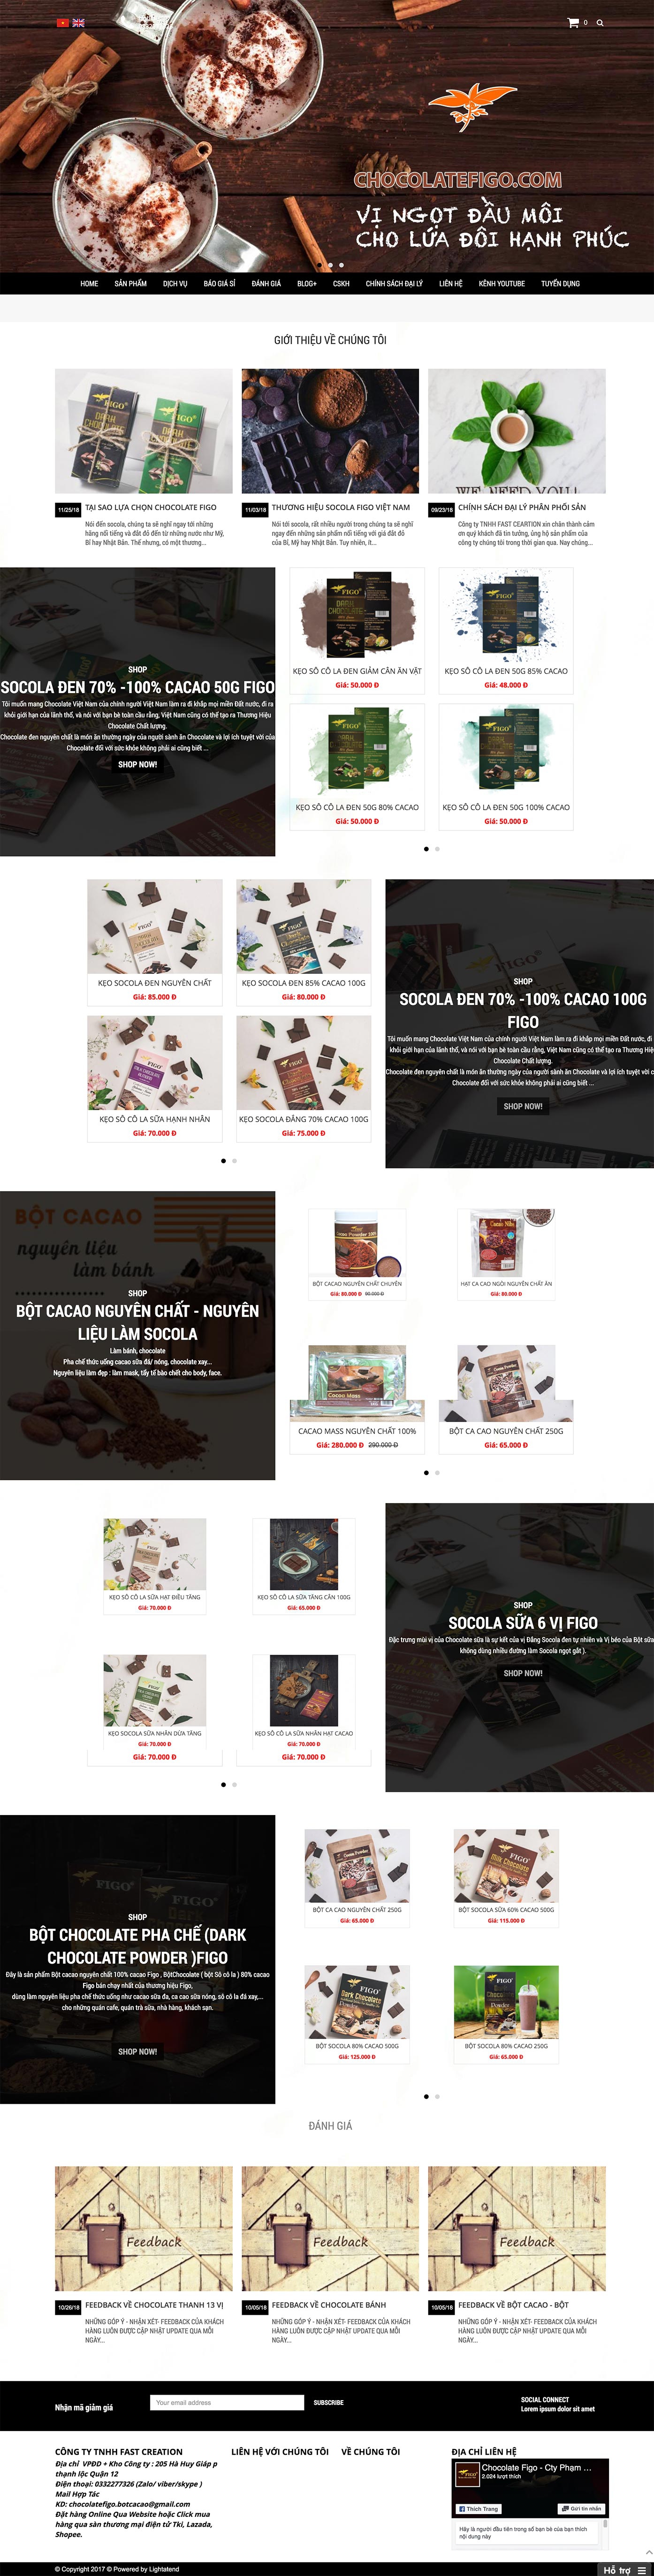 0
CHOCOLATEFIGO.COM
VỊ NGỌT ĐẦU MÔI
CHO LỨA ĐÔI HẠNH PHÚC
HOME SẢN PHẨM DỊCH VỤ BÁO GIÁ SỈ ĐÁNH GIÁ BLOG+ CSKH CHÍNH SÁCH ĐẠI LÝ LIÊN HỆ KÊNH YOUTUBE TUYỂN DỤNG
GIỚI THIỆU VỀ CHÚNG TÔI
FIGO
DARK
CHOCOLATE
FIGO
DARK
CHOCOLATE
WE NEED YOU!
11/25/18 TẠI SAO LỰA CHỌN CHOCOLATE FIGO
Nói đến socola, chúng ta sẽ nghĩ ngay tới những
hãng nổi tiếng và đắt đỏ đến từ những nước như Mỹ,
Bỉ hay Nhật Bản. Thế nhưng, có một thương...
11/03/18 THƯƠNG HIỆU SOCOLA FIGO VIỆT NAM
Nói tới socola, rất nhiều người trong chúng ta sẽ nghĩ
ngay đến những sản phẩm nổi tiếng với giá đắt đỏ
của Bỉ, Mỹ hay Nhật Bản. Tuy nhiên, ít...
09/23/18 CHÍNH SÁCH ĐẠI LÝ PHÂN PHỐI SẢN
Công ty TNHH FAST CEARTION xin chân thành cảm
ơn quý khách đã tin tưởng, ủng hộ sản phẩm của
công ty chúng tôi trong thời gian qua. Nay chúng...
SHOP
SOCOLA ĐEN 70% -100% CACAO 50G FIGO
Tôi muốn mang Chocolate Việt Nam của chính người Việt Nam làm ra đi khắp mọi miền Đất nước, đi ra
khỏi giới hạn của lãnh thổ, và nói với bạn bè toàn cầu rằng, Việt Nam cũng có thể tạo ra Thương Hiệu
Chocolate Chất lượng.
Chocolate đen nguyên chất là món ăn thường ngày của người sành ăn Chocolate và lợi ích tuyệt vời của
Chocolate đối với sức khỏe không phải ai cũng biết ...
SHOP NOW!
KẸO SÔ CÔ LA ĐEN GIẢM CÂN ĂN VẶT
Giá: 50.000 Đ
KẸO SÔ CÔ LA ĐEN 50G 85% CACAO
Giá: 48.000 Đ
KẸO SÔ CÔ LA ĐEN 50G 80% CACAO
Giá: 50.000 Đ
KẸO SÔ CÔ LA ĐEN 50G 100% CACAO
Giá: 50.000 Đ
KẸO SOCOLA ĐEN NGUYÊN CHẤT
Giá: 85.000 Đ
KẸO SOCOLA ĐEN 85% CACAO 100G
Giá: 80.000 Đ
KẸO SÔ CÔ LA SỮA HẠNH NHÂN
Giá: 70.000 Đ
KẸO SOCOLA ĐẮNG 70% CACAO 100G
Giá: 75.000 Đ
SHOP
SOCOLA ĐEN 70% -100% CACAO 100G
FIGO
Tôi muốn mang Chocolate Việt Nam của chính người Việt Nam làm ra đi khắp mọi miền Đất nước, đi
khỏi giới hạn của lãnh thổ, và nói với bạn bè toàn cầu rằng, Việt Nam cũng có thể tạo ra Thương Hiệ
Chocolate Chất lượng.
Chocolate đen nguyên chất là món ăn thường ngày của người sành ăn Chocolate và lợi ích tuyệt vời c
Chocolate đối với sức khỏe không phải ai cũng biết ...
SHOP NOW!
BỘT CACAO
nguyên liệu
làm bánh
SHOP
BỘT CACAO NGUYÊN CHẤT - NGUYÊN
LIỆU LÀM SOCOLA
Làm bánh, chocolate
Pha chế thức uống cacao sữa đá/ nóng, chocolate xay...
Nguyên liệu làm đẹp : làm mask, tẩy tế bào chết cho body, face.
BỘT CACAO NGUYÊN CHẤT CHUYÊN
Giá: 80.000 Đ 90.000 Đ
HẠT CA CAO NGÒI NGUYÊN CHẤT ĂN
Giá: 80.000 Đ
CACAO MASS NGUYÊN CHẤT 100%
Giá: 280.000 Đ 290.000 Đ
BỘT CA CAO NGUYÊN CHẤT 250G
Giá: 65.000 Đ
KẸO SÔ CÔ LA SỮA HẠT ĐIỀU TĂNG
Giá: 70.000 Đ
KẸO SÔ CÔ LA SỮA TĂNG CÂN 100G
Giá: 65.000 Đ
KẸO SOCOLA SỮA NHÂN DỪA TĂNG
Giá: 70.000 Đ
Giá: 70.000 Đ
KẸO SÔ CÔ LA SỮA NHÂN HẠT CACAO
Giá: 70.000 Đ
Giá: 70.000 Đ
SHOP
SOCOLA SỮA 6 VỊ FIGO
Đặc trưng mùi vị của Chocolate sữa là sự kết của vị Đắng Socola đen tự nhiên và Vị béo của Bột sữa
không dùng nhiều đường làm Socola ngọt gắt ).
SHOP NOW!
SHOP
BỘT CHOCOLATE PHA CHẾ (DARK
CHOCOLATE POWDER )FIGO
Đây là sản phẩm Bột cacao nguyên chất 100% cacao Figo , BộtChocolate ( bột Sô cô la ) 80% cacao
Figo bán chạy nhất của thương hiệu Figo,
dùng làm nguyên liệu pha chế thức uống như cacao sữa đa, ca cao sữa nóng, sô cô la đá xay,...
cho những quán cafe, quán trà sữa, nhà hàng, khách sạn.
SHOP NOW!
BỘT CA CAO NGUYÊN CHẤT 250G
Giá: 65.000 Đ
BỘT SOCOLA SỮA 60% CACAO 500G
Giá: 115.000 Đ
BỘT SOCOLA 80% CACAO 500G
Giá: 125.000 Đ
BỘT SOCOLA 80% CACAO 250G
Giá: 65.000 Đ
ĐÁNH GIÁ
Feedback
Feedback
Feedback
10/26/18 FEEDBACK VỀ CHOCOLATE THANH 13 VỊ
NHỮNG GÓP Ý - NHẬN XÉT- FEEDBACK CỦA KHÁCH
HÀNG LUÔN ĐƯỢC CẬP NHẬT UPDATE QUA MỖI
NGÀY...
10/05/18 FEEDBACK VỀ CHOCOLATE BÁNH
NHỮNG GÓP Ý - NHẬN XÉT- FEEDBACK CỦA KHÁCH
HÀNG LUÔN ĐƯỢC CẬP NHẬT UPDATE QUA MỖI
NGÀY...
10/05/18 FEEDBACK VỀ BỘT CACAO - BỘT
NHỮNG GÓP Ý - NHẬN XÉT- FEEDBACK CỦA KHÁCH
HÀNG LUÔN ĐƯỢC CẬP NHẬT UPDATE QUA MỖI
NGÀY...
Nhận mã giảm giá
Your email address
SUBSCRIBE
SOCIAL CONNECT
Lorem ipsum dolor sit amet
CÔNG TY TNHH FAST CREATION
Địa chỉ VPĐD + Kho Công ty : 205 Hà Huy Giáp p
thạnh lộc Quận 12
Điện thoại: 0332277326 (Zalo/ viber/skype )
Mail Hợp Tác
KD: chocolatefigo.botcacao@gmail.com
Đặt hàng Online Qua Website hoặc Click mua
hàng qua sàn thương mại điện tử Tki, Lazada,
Shopee.
LIÊN HỆ VỚI CHÚNG TÔI
VỀ CHÚNG TÔI
ĐỊA CHỈ LIÊN HỆ
Chocolate Figo - Cty Phạm ...
2.024 lượt thích
Thích Trang
Gửi tin nhắn
Hãy là người đầu tiên trong số bạn bè của bạn thích
nội dung này
© Copyright 2017 © Powered by Lightatend
Hỗ trợ